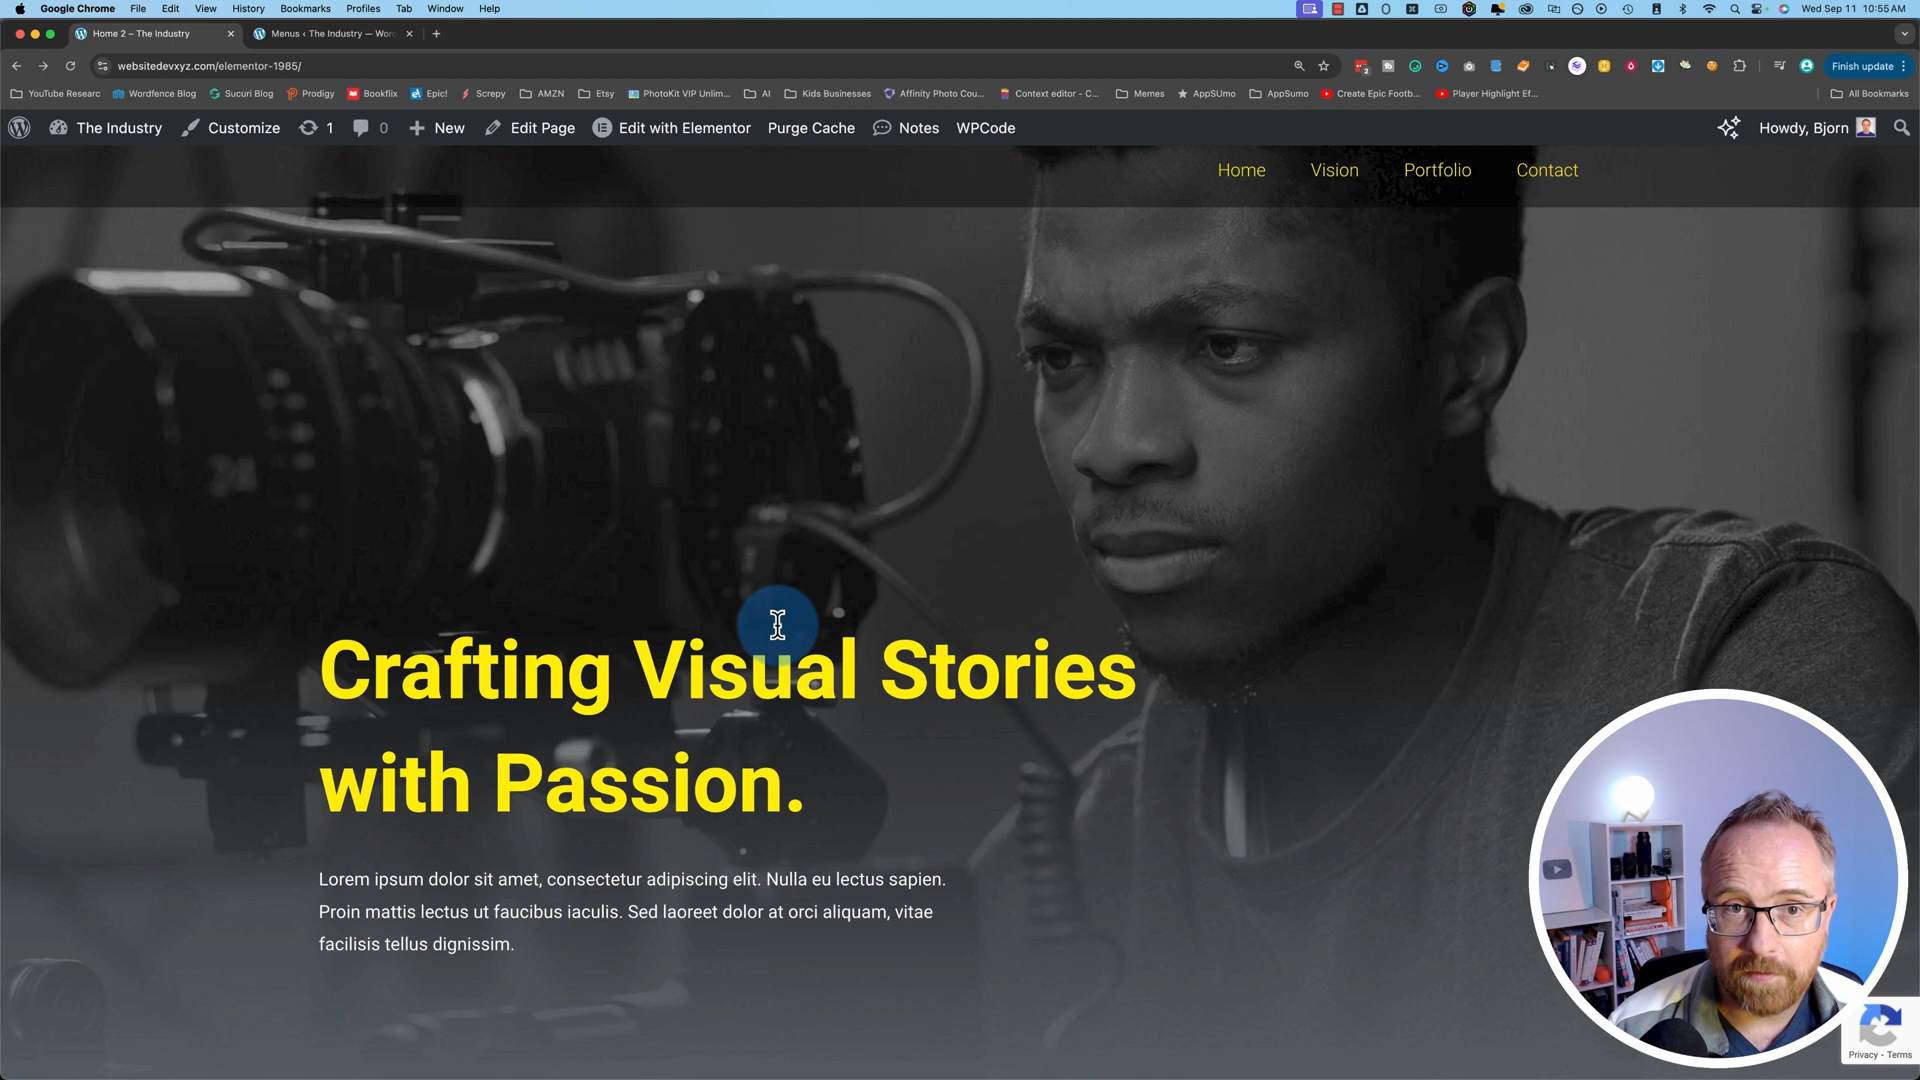 Google Chrome File Edit View History Bookmarks Profiles Tab Window Help Wed Sep 11 10:55 AM
Home 2 – The Industry Menus ‹ The Industry — Wor
websitedevxyz.com/elementor-1985/ 2 Finish update
YouTube Researc Wordfence Blog Sucuri Blog Prodigy Bookflix Epic! Screpy AMZN Etsy PhotoKit VIP Unlim... AI Kids Businesses Affinity Photo Cou... Context editor - C... Memes AppSUmo AppSumo Create Epic Footb... Player Highlight Ef... All Bookmarks
The Industry Customize 1 0 New Edit Page Edit with Elementor Purge Cache Notes WPCode Howdy, Bjorn
Home Vision Portfolio Contact
Crafting Visual Stories
with Passion.
Lorem ipsum dolor sit amet, consectetur adipiscing elit. Nulla eu lectus sapien.
Proin mattis lectus ut faucibus iaculis. Sed laoreet dolor at orci aliquam, vitae
facilisis tellus dignissim.
Privacy - Terms